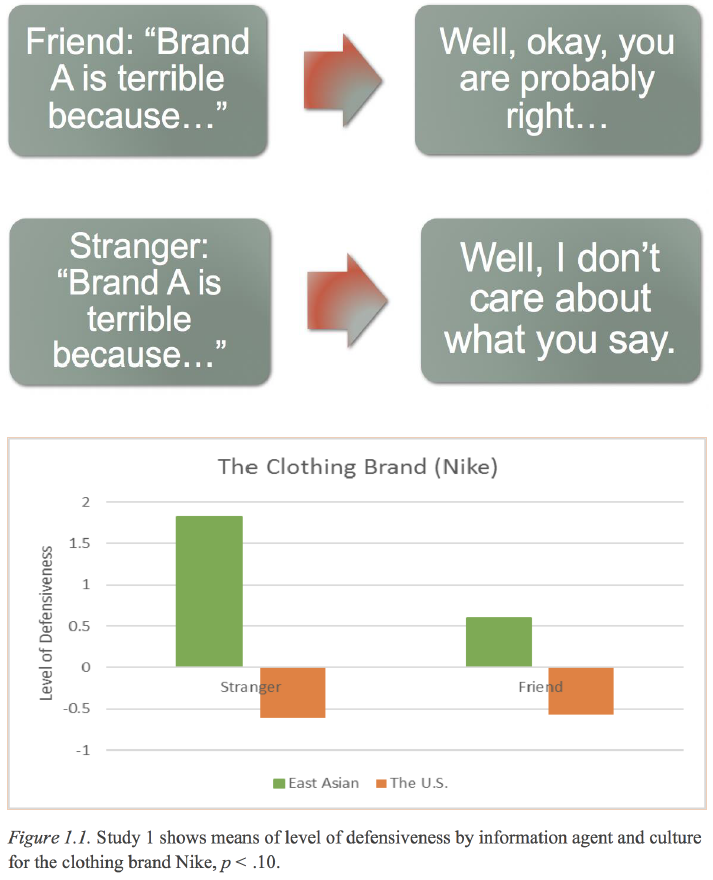 Friend: “Brand
A is terrible
because…”
Well, okay, you
are probably
right…
Stranger:
“Brand A is
terrible
because…”
Well, I don’t
care about
what you say.
The Clothing Brand (Nike)
Level of Defensiveness
2
1.5
1
0.5
0
-0.5
-1
Stranger
Friend
East Asian
The U.S.
Figure 1.1. Study 1 shows means of level of defensiveness by information agent and culture
for the clothing brand Nike, p < .10.